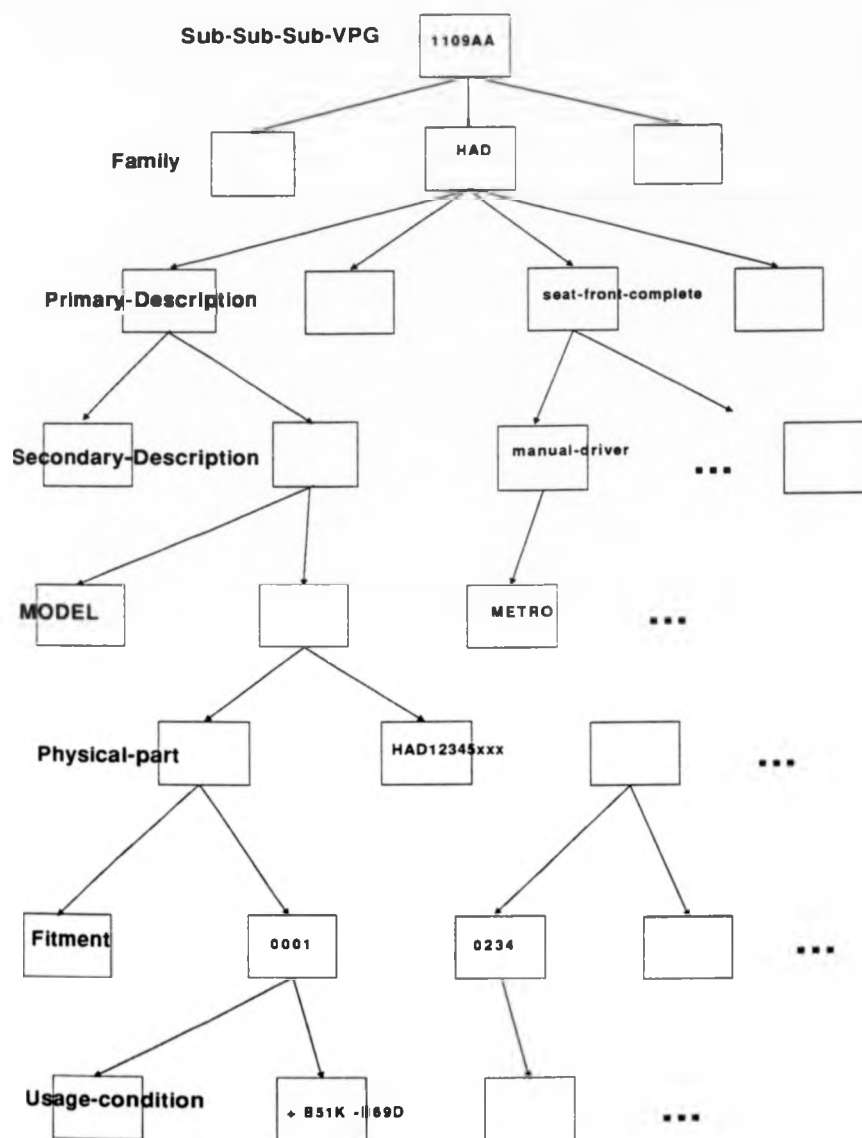 Sub-Sub-Sub-VPG 1109AA
Family HAD
Primary-Description seat-front-complete
Secondary-Description manual-driver ...
MODEL METRO ...
Physical-part HAD12345xxx ...
Fitment 0001 0234 ...
Usage-condition + B51K ...